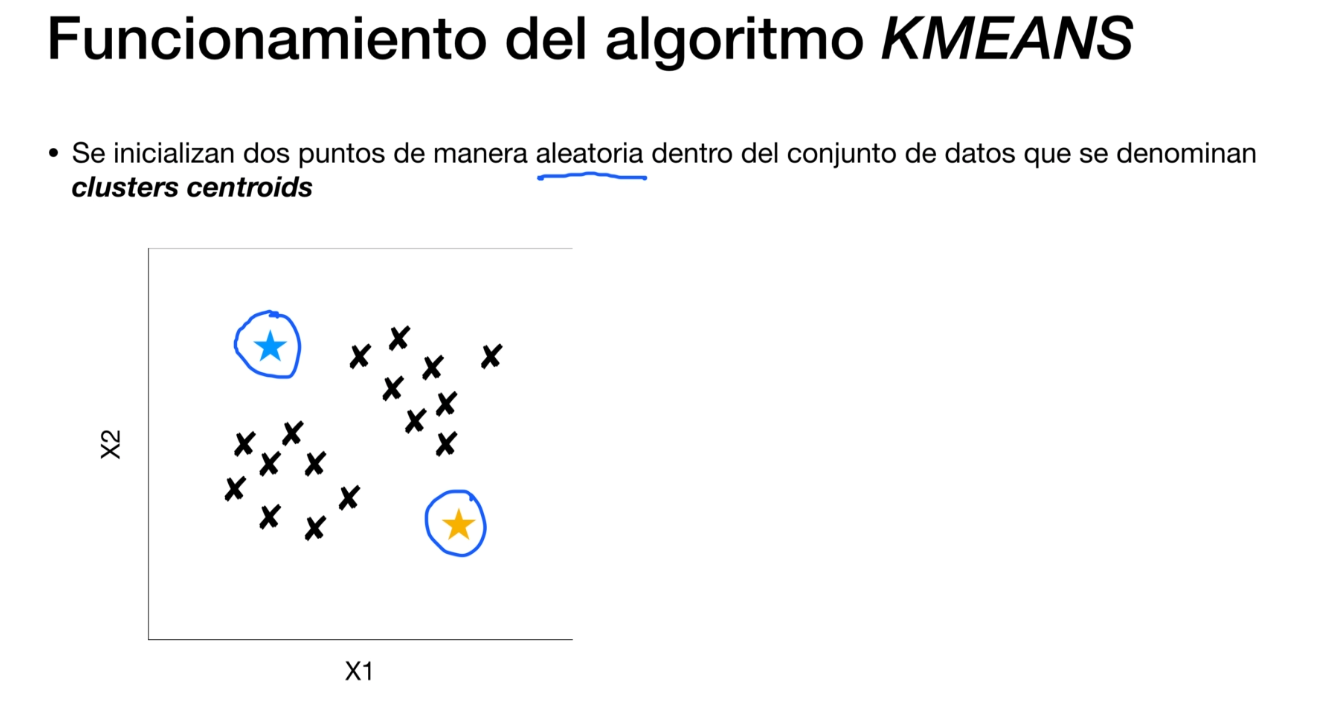 Funcionamiento del algoritmo KMEANS
• Se inicializan dos puntos de manera aleatoria dentro del conjunto de datos que se denominan
clusters centroids
X2
X1